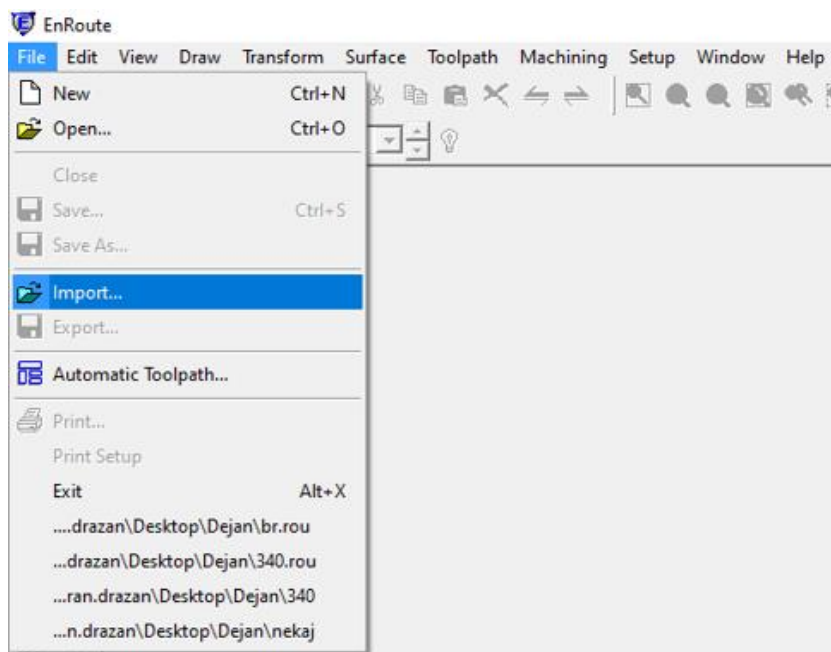 EnRoute
File Edit View Draw Transform Surface Toolpath Machining Setup Window Help
New Ctrl+N
Open... Ctrl+O
Close
Save... Ctrl+S
Save As...
Import...
Export...
Automatic Toolpath...
Print...
Print Setup
Exit Alt+X
....drazan\Desktop\Dejan\br.rou
...drazan\Desktop\Dejan\340.rou
...ran.drazan\Desktop\Dejan\340
...n.drazan\Desktop\Dejan\nekaj